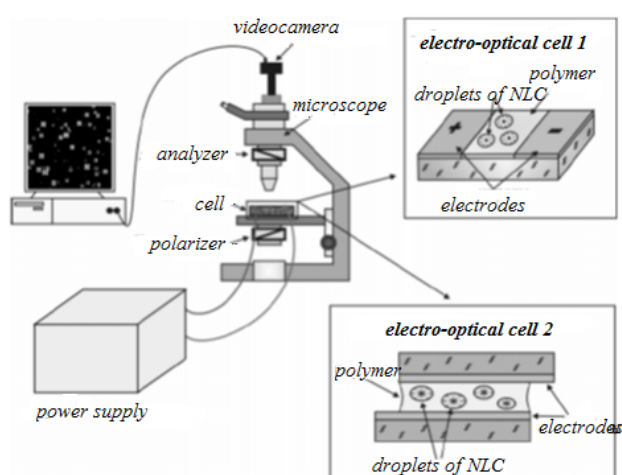 videocamera
microscope
analyzer
cell
polarizer
power supply
electro-optical cell 1
polymer
droplets of NLC
+
-
electrodes
electro-optical cell 2
polymer
electrodes
droplets of NLC